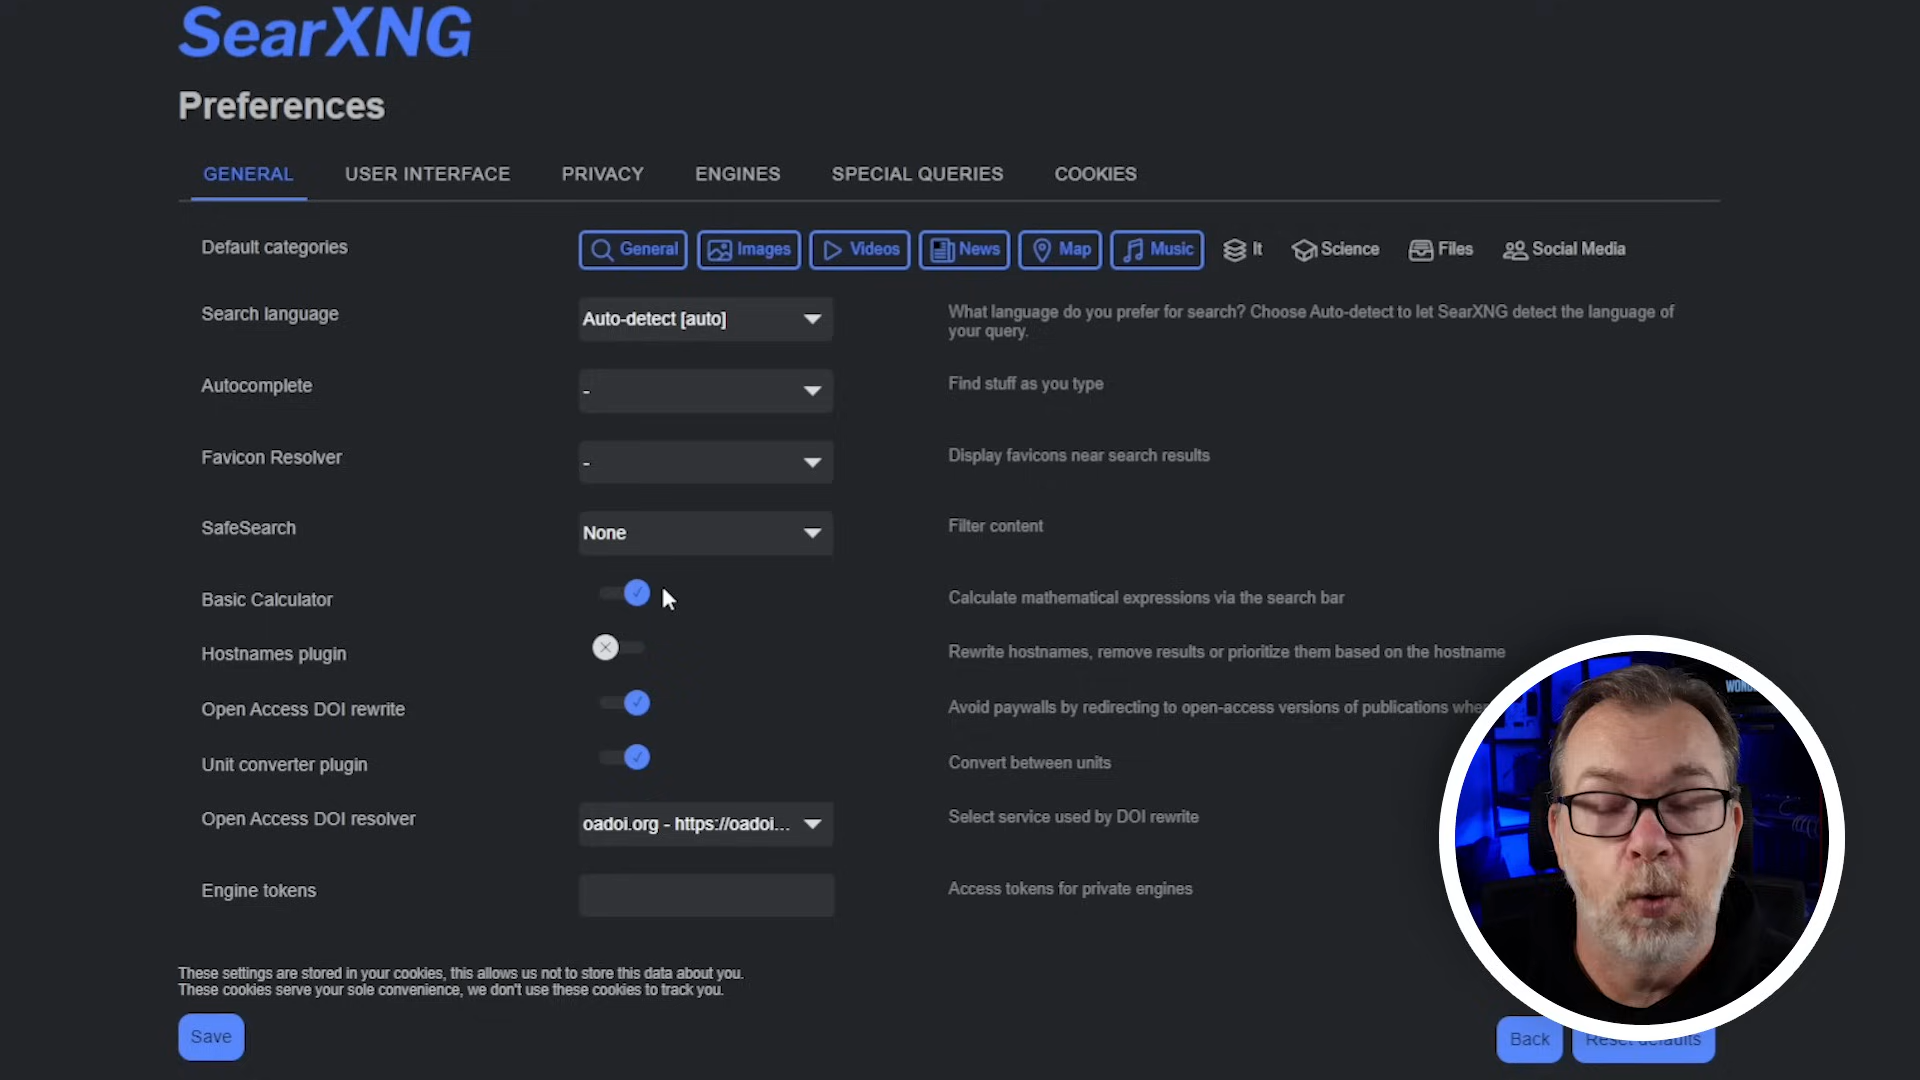 SearXNG
Preferences
GENERAL USER INTERFACE PRIVACY ENGINES SPECIAL QUERIES COOKIES
Default categories General Images Videos News Map Music It Science Files Social Media
Search language Auto-detect [auto] What language do you prefer for search? Choose Auto-detect to let SearXNG detect the language of
your query.
Autocomplete - Find stuff as you type
Favicon Resolver - Display favicons near search results
SafeSearch None Filter content
Basic Calculator Calculate mathematical expressions via the search bar
Hostnames plugin Rewrite hostnames, remove results or prioritize them based on the hostname
Open Access DOI rewrite Avoid paywalls by redirecting to open-access versions of publications
Unit converter plugin Convert between units
Open Access DOI resolver oadoi.org - https://oadoi... Select service used by DOI rewrite
Engine tokens Access tokens for private engines
These settings are stored in your cookies, this allows us not to store this data about you.
These cookies serve your sole convenience, we don't use these cookies to track you.
Save Back Reset defaults